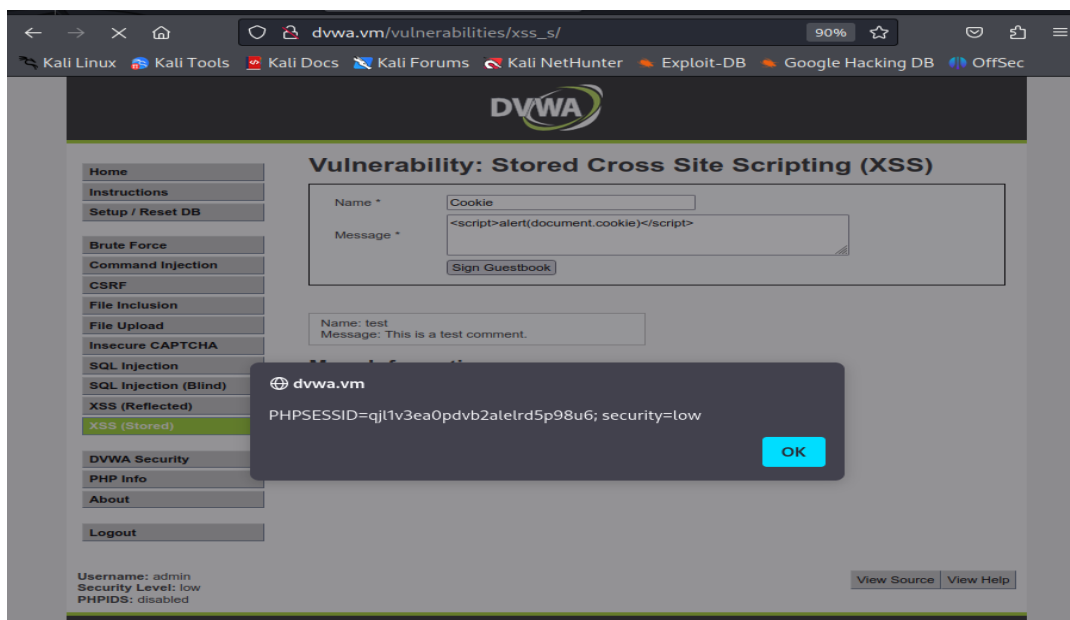 dvwa.vm/vulnerabilities/xss_s/ 90%
Kali Linux Kali Tools Kali Docs Kali Forums Kali NetHunter Exploit-DB Google Hacking DB OffSec
DVWA
Vulnerability: Stored Cross Site Scripting (XSS)
Home
Instructions
Setup / Reset DB
Brute Force
Command Injection
CSRF
File Inclusion
File Upload
Insecure CAPTCHA
SQL Injection
SQL Injection (Blind)
XSS (Reflected)
XSS (Stored)
DVWA Security
PHP Info
About
Logout
Name * Cookie
Message * <script>alert(document.cookie)</script>
Sign Guestbook
Name: test
Message: This is a test comment.
dvwa.vm
PHPSESSID=qjl1v3ea0pdvb2alelrd5p98u6; security=low
OK
Username: admin
Security Level: low
PHPIDS: disabled
View Source View Help